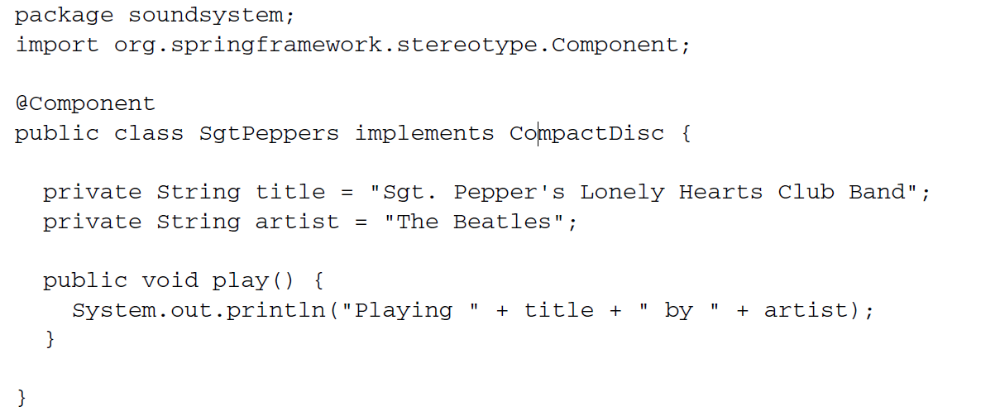 package soundsystem;
import org.springframework.stereotype.Component;
@Component
public class SgtPeppers implements CompactDisc {
private String title = "Sgt. Pepper's Lonely Hearts Club Band";
private String artist = "The Beatles";
public void play() {
System.out.println("Playing " + title + " by " + artist);
}
}